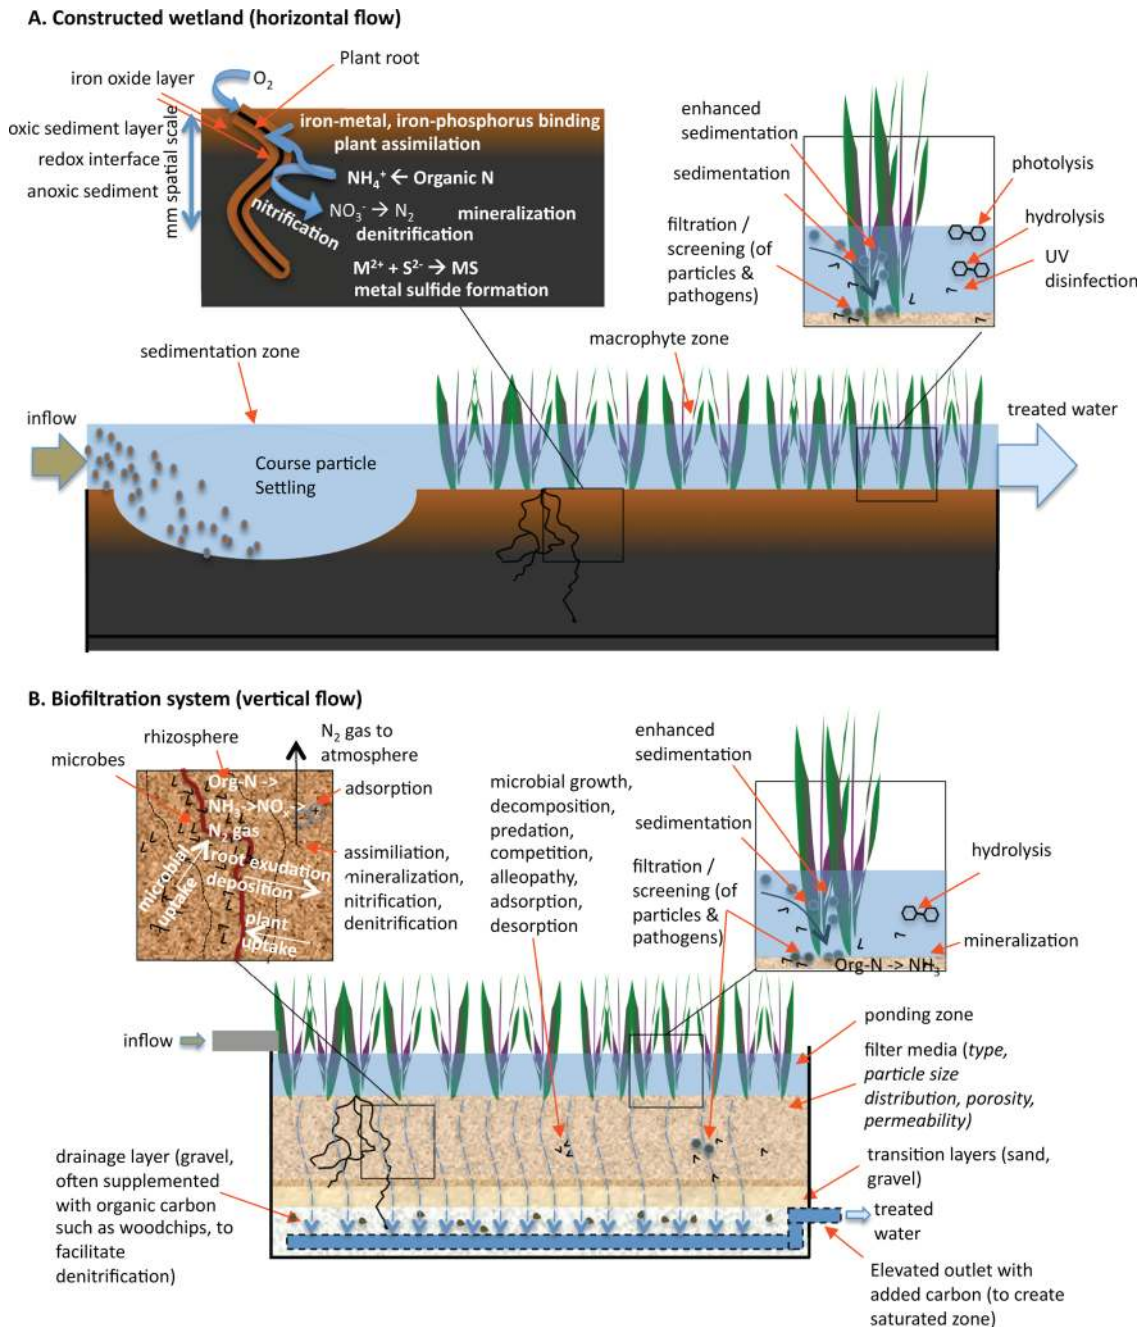 A. Constructed wetland (horizontal flow)
Plant root
iron oxide layer
O₂
oxic sediment layer
redox interface
anoxic sediment
mm spatial scale
iron-metal, iron-phosphorus binding
plant assimilation
NH₄⁺ ← Organic N
nitrification
NO₃⁻ → N₂
mineralization
denitrification
M²⁺ + S²⁻ → MS
metal sulfide formation
enhanced
sedimentation
sedimentation
filtration /
screening (of
particles &
pathogens)
photolysis
hydrolysis
UV
disinfection
sedimentation zone
macrophyte zone
inflow
treated water
Course particle
Settling
B. Biofiltration system (vertical flow)
rhizosphere
microbes
N₂ gas to
atmosphere
adsorption
Org-N ->
NH₃->NOₓ->
N₂ gas
microbial
uptake
root exudation
deposition
plant
uptake
assimiliation,
mineralization,
nitrification,
denitrification
microbial growth,
decomposition,
predation,
competition,
alleopathy,
adsorption,
desorption
enhanced
sedimentation
sedimentation
filtration /
screening (of
particles &
pathogens)
hydrolysis
mineralization
Org-N -> NH₃
inflow
ponding zone
filter media (type,
particle size
distribution, porosity,
permeability)
transition layers (sand,
gravel)
treated
water
Elevated outlet with
added carbon (to create
saturated zone)
drainage layer (gravel,
often supplemented
with organic carbon
such as woodchips, to
facilitate
denitrification)